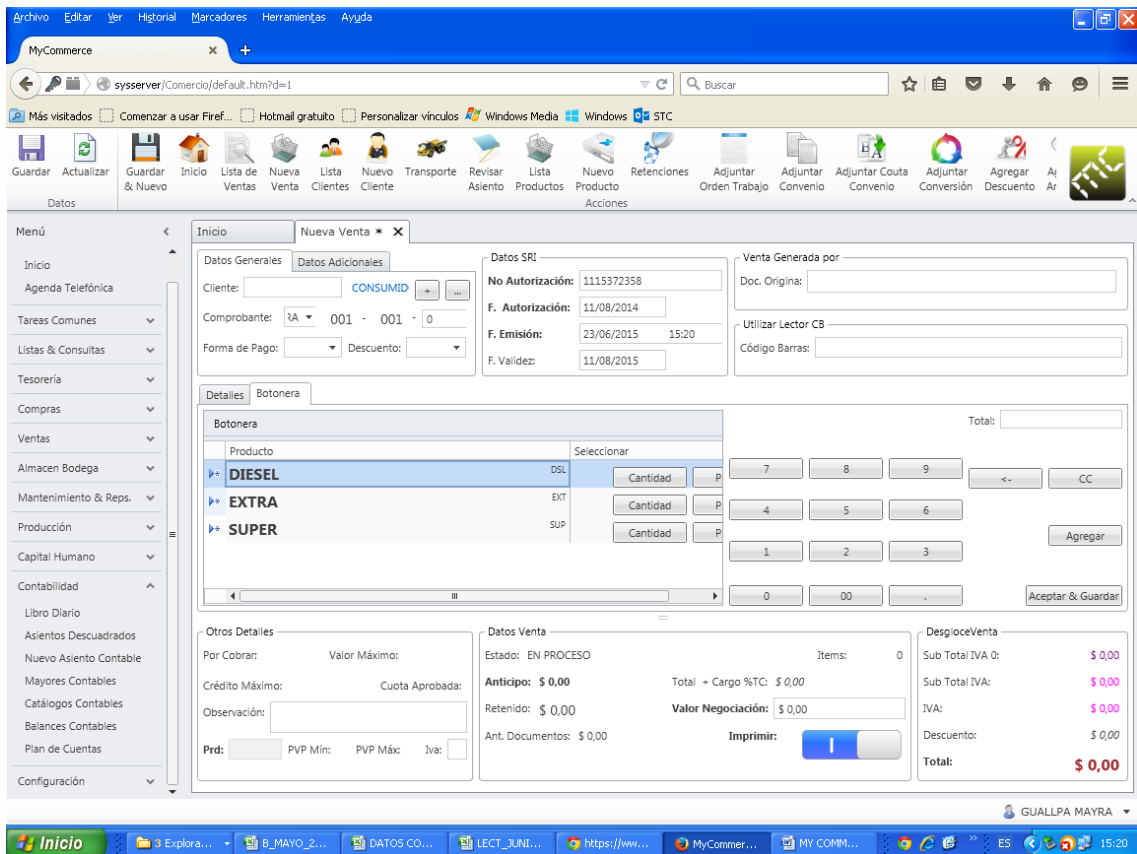 Archivo Editar Ver Historial Marcadores Herramientas Ayuda
MyCommerce
sysserver/Comercio/default.htm?d=1
Buscar
Más visitados Comenzar a usar Firef... Hotmail gratuito Personalizar vínculos Windows Media Windows STC
Guardar Actualizar Guardar & Nuevo Inicio Lista de Ventas Nueva Venta Lista Clientes Nuevo Cliente Transporte Revisar Asiento Lista Productos Nuevo Producto Retenciones Adjuntar Orden Trabajo Adjuntar Convenio Adjuntar Couta Convenio Adjuntar Conversión Agregar Descuento
Datos Acciones
Menú
Inicio
Agenda Telefónica
Tareas Comunes
Listas & Consultas
Tesorería
Compras
Ventas
Almacen Bodega
Mantenimiento & Reps.
Producción
Capital Humano
Contabilidad
Libro Diario
Asientos Descuadrados
Nuevo Asiento Contable
Mayores Contables
Catálogos Contables
Balances Contables
Plan de Cuentas
Configuración
Inicio Nueva Venta * X
Datos Generales Datos Adicionales
Cliente: CONSUMID + ...
Comprobante: RA 001 - 001 - 0
Forma de Pago: Descuento:
Datos SRI
No Autorización: 1115372358
F. Autorización: 11/08/2014
F. Emisión: 23/06/2015 15:20
F. Validez: 11/08/2015
Venta Generada por
Doc. Origina:
Utilizar Lector CB
Código Barras:
Detalles Botonera
Botonera
Producto Seleccionar
DIESEL DSL Cantidad P
EXTRA EXT Cantidad P
SUPER SUP Cantidad P
Total:
7 8 9 <- CC
4 5 6
Agregar
1 2 3
0 00 . Aceptar & Guardar
Otros Detalles
Por Cobrar: Valor Máximo:
Crédito Máximo: Cuota Aprobada:
Observación:
Prd: PVP Mín: PVP Máx: Iva:
Datos Venta
Estado: EN PROCESO Items: 0
Anticipo: $ 0,00 Total + Cargo %TC: $ 0,00
Retenido: $ 0,00 Valor Negociación: $ 0,00
Ant. Documentos: $ 0,00 Imprimir:
DesgloceVenta
Sub Total IVA 0: $ 0,00
Sub Total IVA: $ 0,00
IVA: $ 0,00
Descuento: $ 0,00
Total: $ 0,00
GUALLPA MAYRA
Inicio 3 Explora... B_MAYO_2... DATOS CO... LECT_JUNI... https://ww... MyCommer... MY COMM... ES 15:20